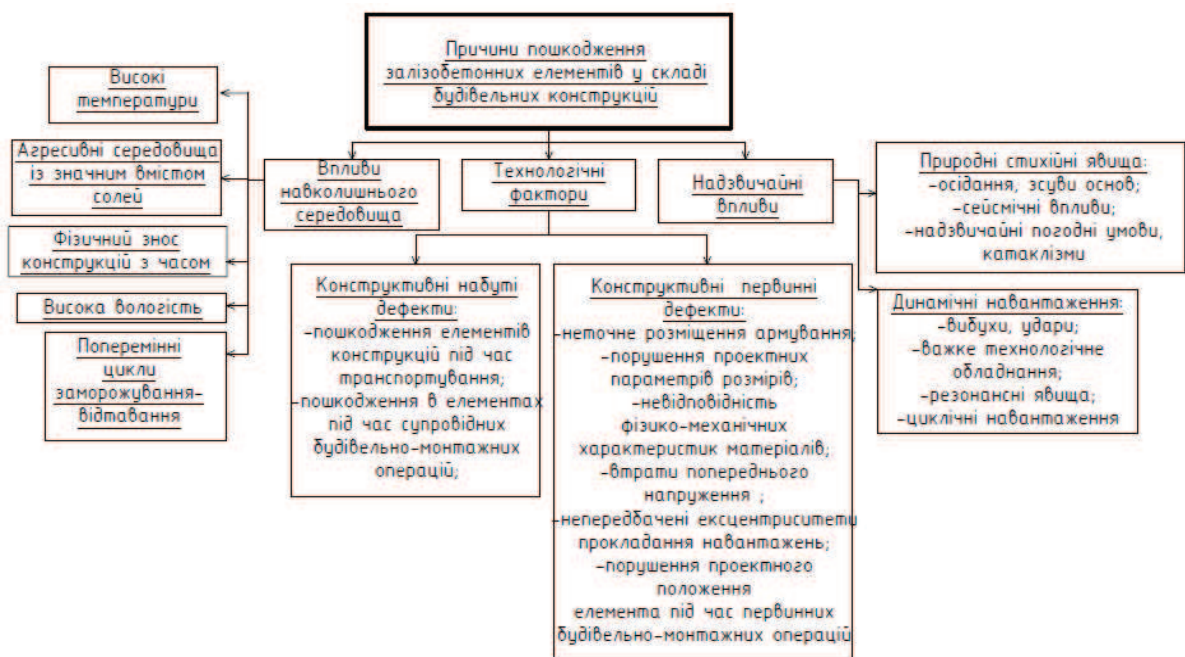 Причини пошкодження
залізобетонних елементів у складі
будівельних конструкцій
Високі
температури
Агресивні середовища
із значним вмістом
солей
Фізичний знос
конструкцій з часом
Висока вологість
Поперемінні
цикли
заморожування-
відтавання
Впливи
навколишнього
середовища
Технологічні
фактори
Надзвичайні
впливи
Конструктивні набуті
дефекти:
-пошкодження елементів
конструкцій під час
транспортування;
-пошкодження в елементах
під час супровідних
будівельно-монтажних
операцій;
Конструктивні первинні
дефекти:
-неточне розміщення армування;
-порушення проектних
параметрів розмірів;
-невідповідність
фізико-механічних
характеристик матеріалів;
-втрати попереднього
напруження ;
-непередбачені ексцентриситети
прокладання навантажень;
-порушення проектного
положення
елемента під час первинних
будівельно-монтажних операцій
Природні стихійні явища:
-осідання, зсуви основ;
-сейсмічні впливи;
-надзвичайні погодні умови,
катаклізми
Динамічні навантаження:
-вибухи, удари;
-важке технологічне
обладнання;
-резонансні явища;
-циклічні навантаження